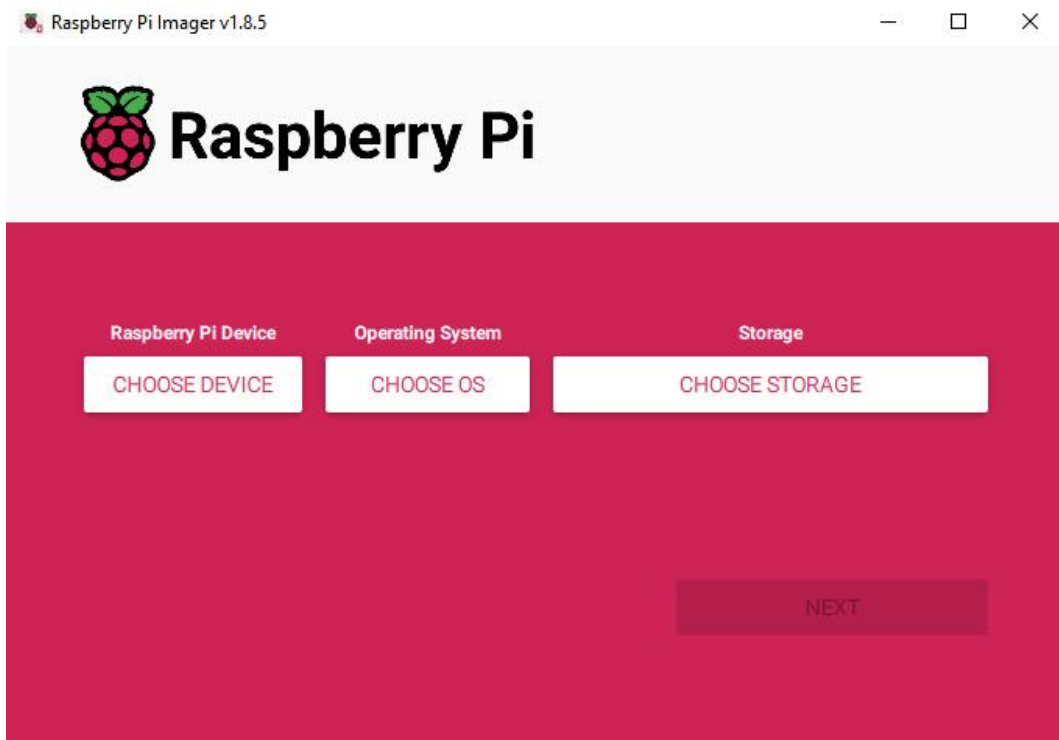 Raspberry Pi Imager v1.8.5
Raspberry Pi
Raspberry Pi Device
Operating System
Storage
CHOOSE DEVICE
CHOOSE OS
CHOOSE STORAGE
NEXT